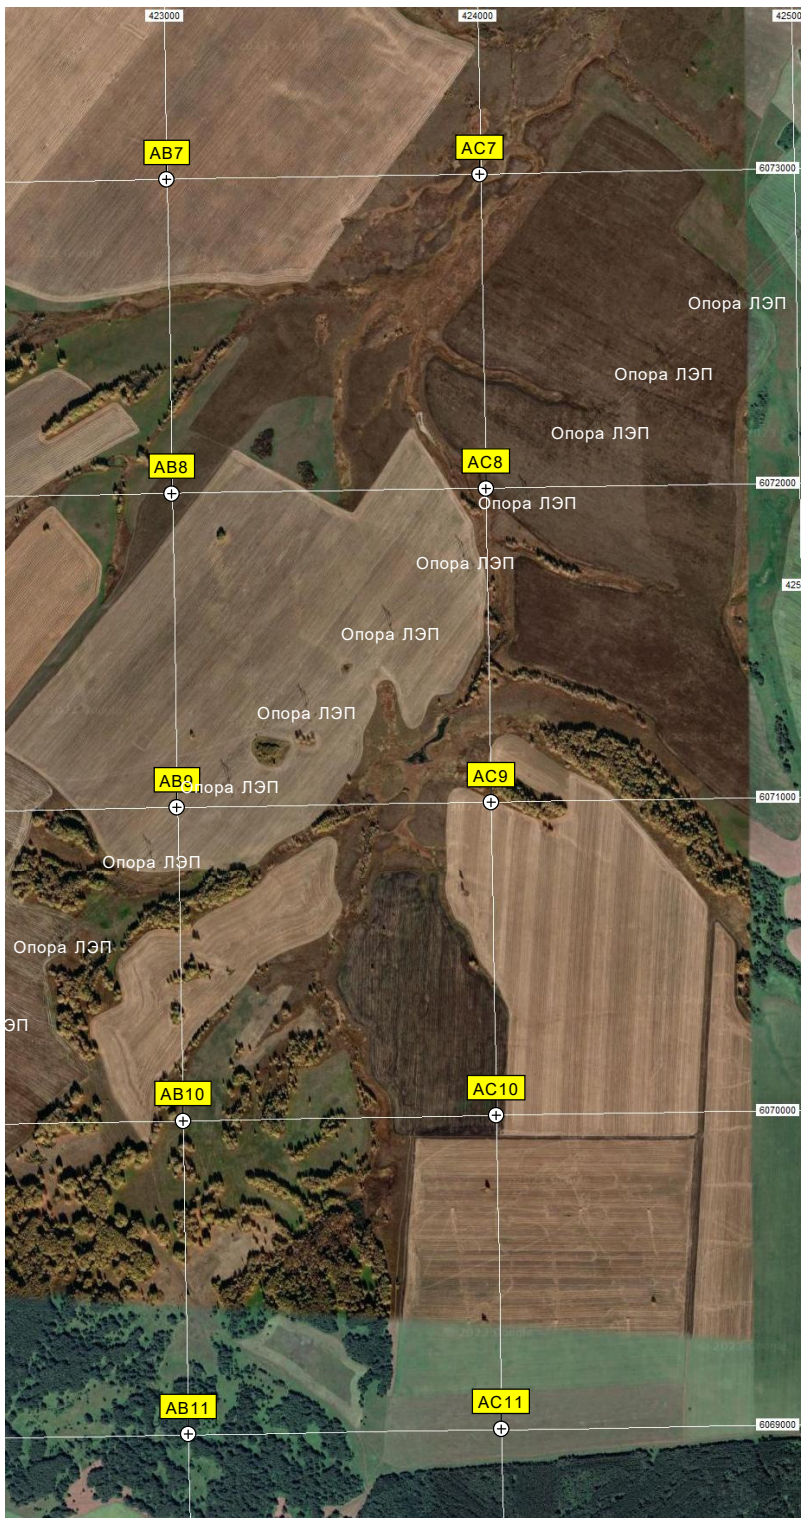 423000
424000
42500
AB7
AC7
6073000
Опора ЛЭП
Опора ЛЭП
Опора ЛЭП
AB8
AC8
6072000
Опора ЛЭП
Опора ЛЭП
425
Опора ЛЭП
Опора ЛЭП
AB9
AC9
Опора ЛЭП
6071000
Опора ЛЭП
Опора ЛЭП
ЭП
AB10
AC10
6070000
AB11
AC11
6069000